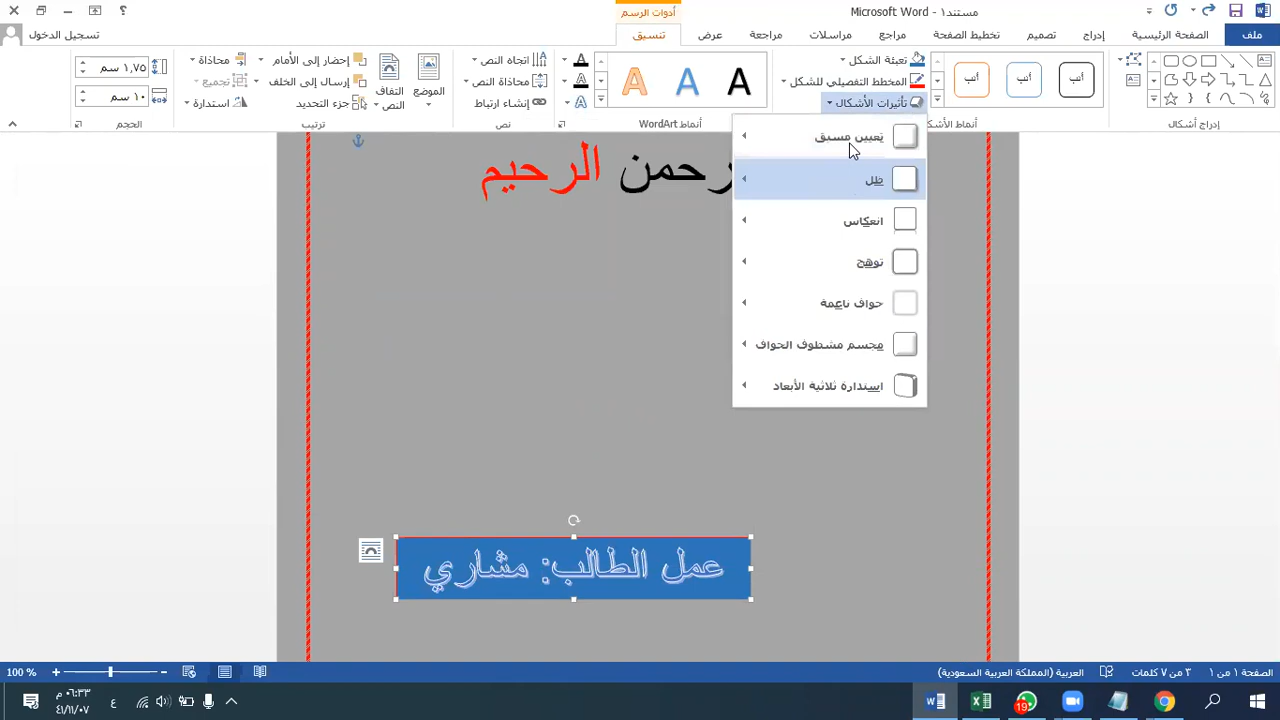 مستند١ - Microsoft Word
أدوات الرسم
?
ملف
الصفحة الرئيسية
إدراج
تصميم
تخطيط الصفحة
مراجع
مراسلات
مراجعة
عرض
تنسيق
تسجيل الدخول
أبت
أبت
أبت
تعبئة الشكل
المخطط التفصيلي للشكل
تأثيرات الأشكال
A
A
A
اتجاه النص
محاذاة النص
إنشاء ارتباط
الموضع
التفاف النص
إحضار إلى الأمام
إرسال إلى الخلف
جزء التحديد
محاذاة
تجميع
استدارة
١,٧٥ سم
١٠ سم
إدراج أشكال
أنماط WordArt
نص
ترتيب
الحجم
تعيين مسبق
ظل
انعكاس
توهج
حواف ناعمة
مجسم مشطوف الحواف
استدارة ثلاثية الأبعاد
رحمن الرحيم
عمل الطالب: مشاري
الصفحة ١ من ١
٣ من ٧ كلمات
العربية (المملكة العربية السعودية)
100 %
19
ع
٠٦:٣٣ م
٤١/١١/٠٧